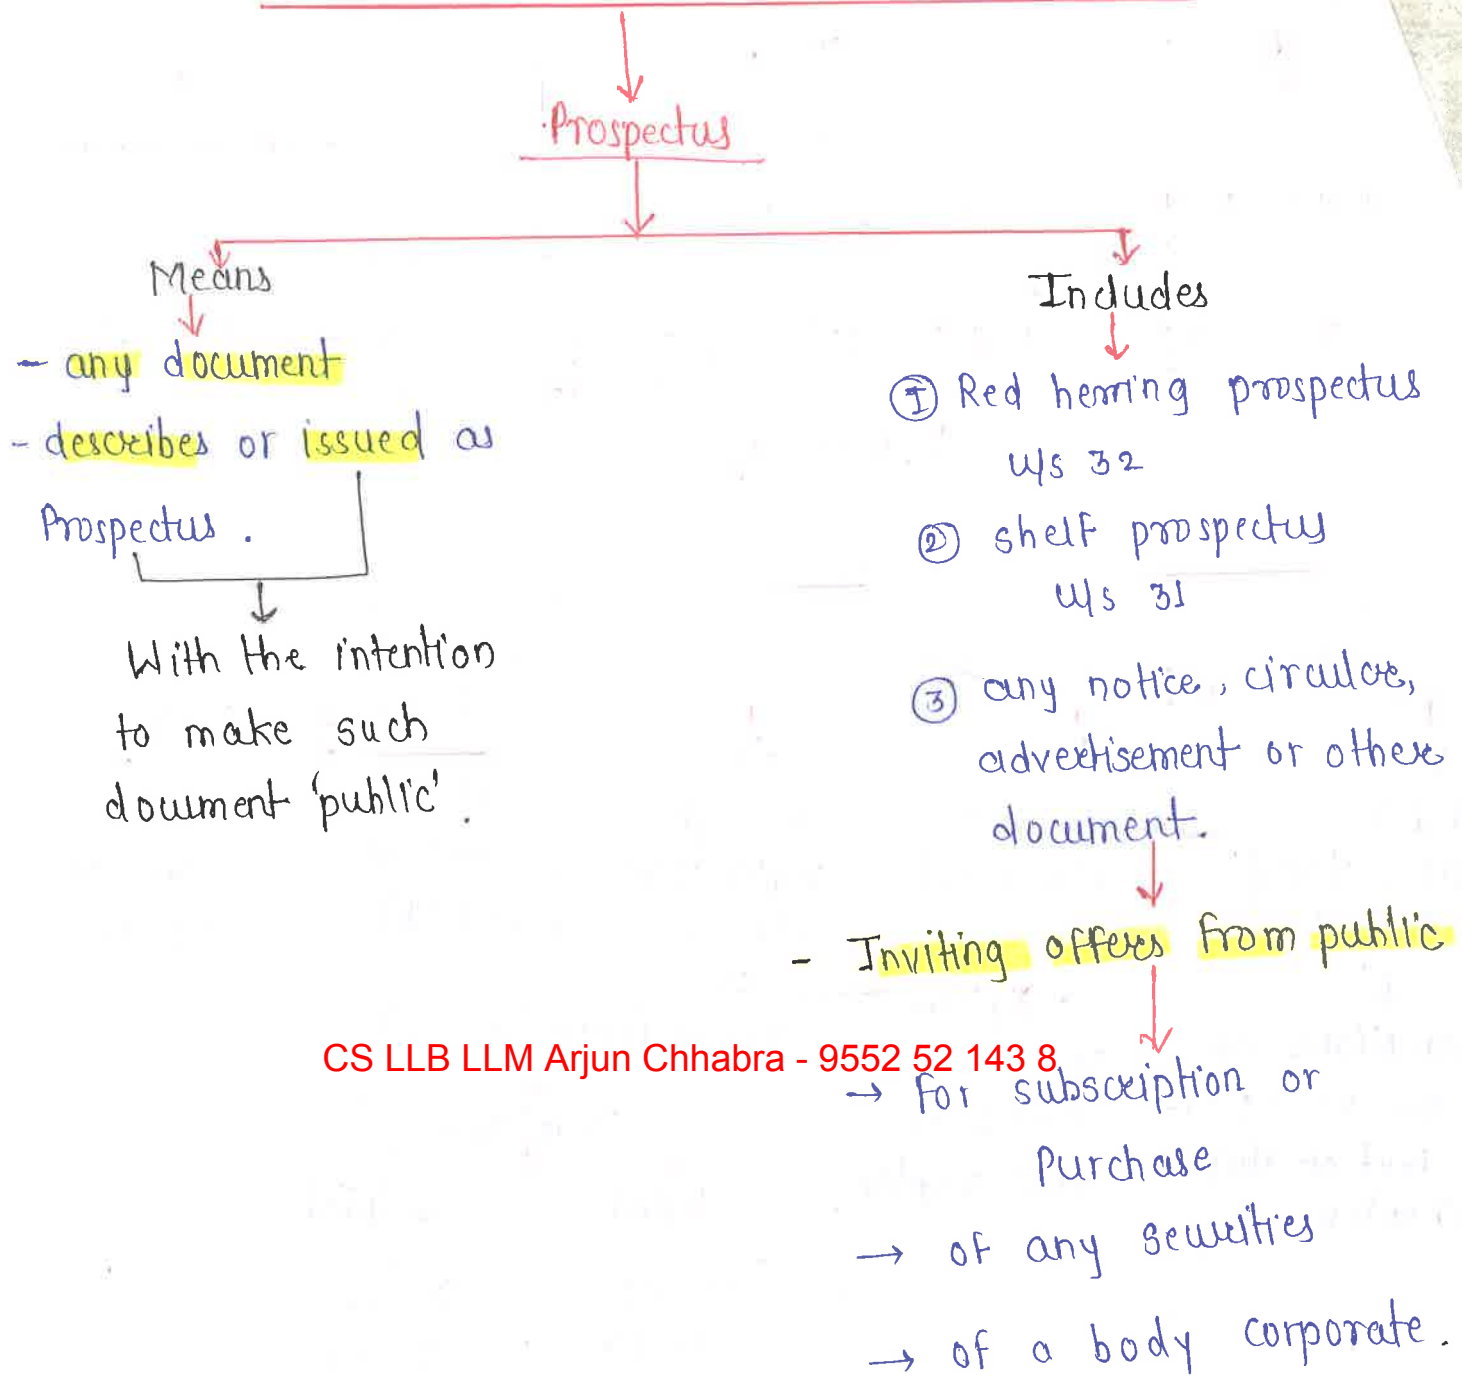 Prospectus
Means
- any document
- describes or issued as
Prospectus.
With the intention
to make such
document 'public'.
Includes
① Red herring prospectus
u/s 32
② shelf prospectus
u/s 31
③ any notice, circular,
advertisement or other
document.
- Inviting offers from public
CS LLB LLM Arjun Chhabra - 9552 52 143 8
→ for subscription or
Purchase
→ of any securities
→ of a body corporate.